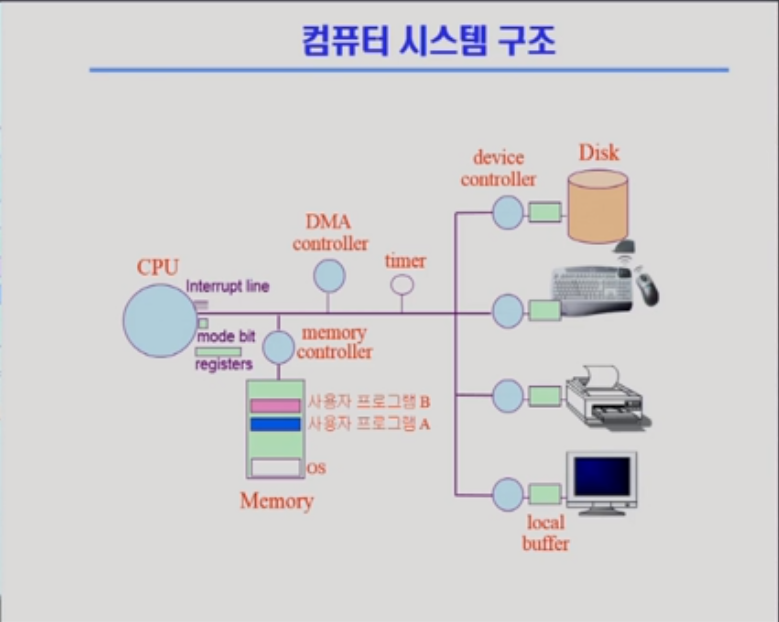 컴퓨터 시스템 구조
device
controller
Disk
DMA
controller
timer
CPU
Interrupt line
mode bit
registers
memory
controller
사용자 프로그램 B
사용자 프로그램 A
OS
Memory
local
buffer